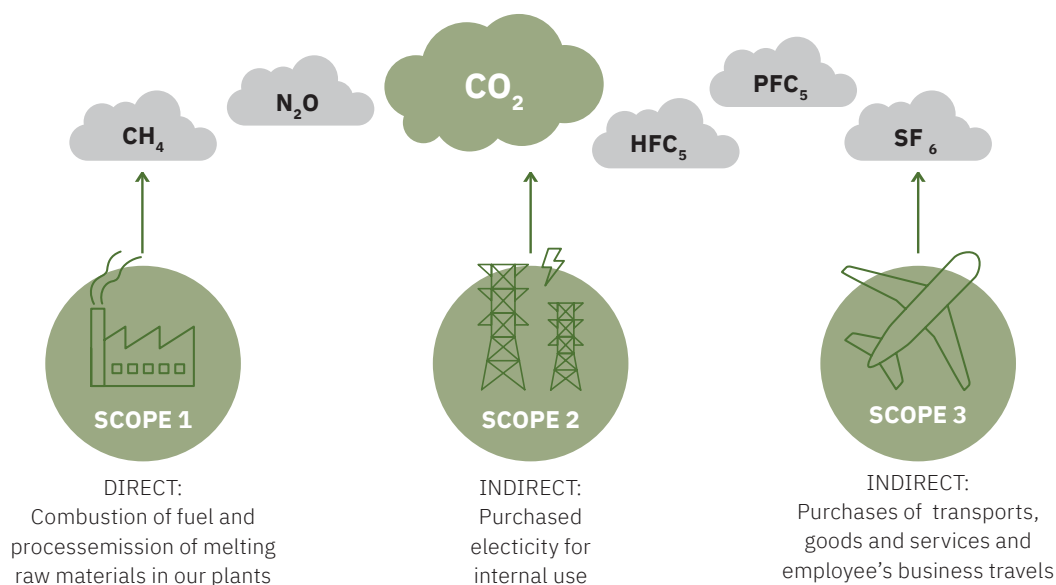 CH₄
N₂O
CO₂
HFC₅
PFC₅
SF ₆
SCOPE 1
DIRECT:
Combustion of fuel and
processemission of melting
raw materials in our plants
SCOPE 2
INDIRECT:
Purchased
electicity for
internal use
SCOPE 3
INDIRECT:
Purchases of transports,
goods and services and
employee’s business travels